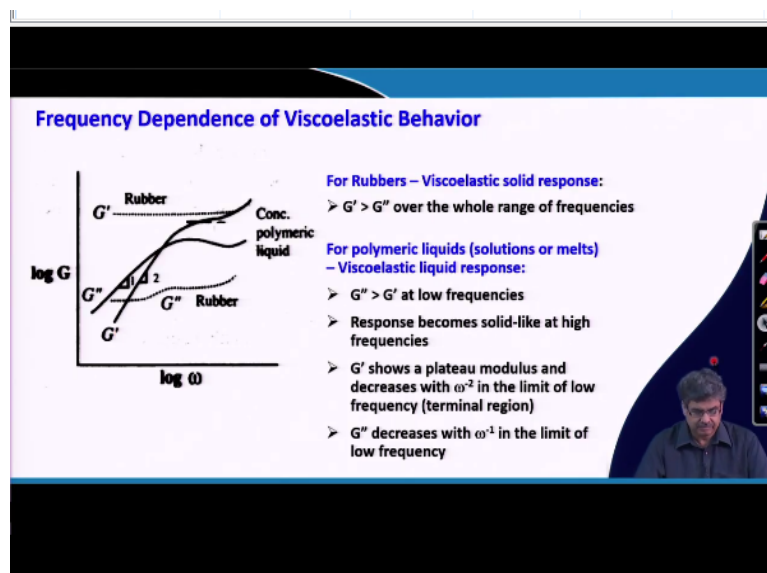 Frequency Dependence of Viscoelastic Behavior
Rubber
G'
Conc.
polymeric
liquid
log G
1
2
G"
G" Rubber
G'
log ω
For Rubbers – Viscoelastic solid response:
➢ G' > G" over the whole range of frequencies
For polymeric liquids (solutions or melts)
– Viscoelastic liquid response:
➢ G" > G' at low frequencies
➢ Response becomes solid-like at high
frequencies
➢ G' shows a plateau modulus and
decreases with ω⁻² in the limit of low
frequency (terminal region)
➢ G" decreases with ω⁻¹ in the limit of
low frequency